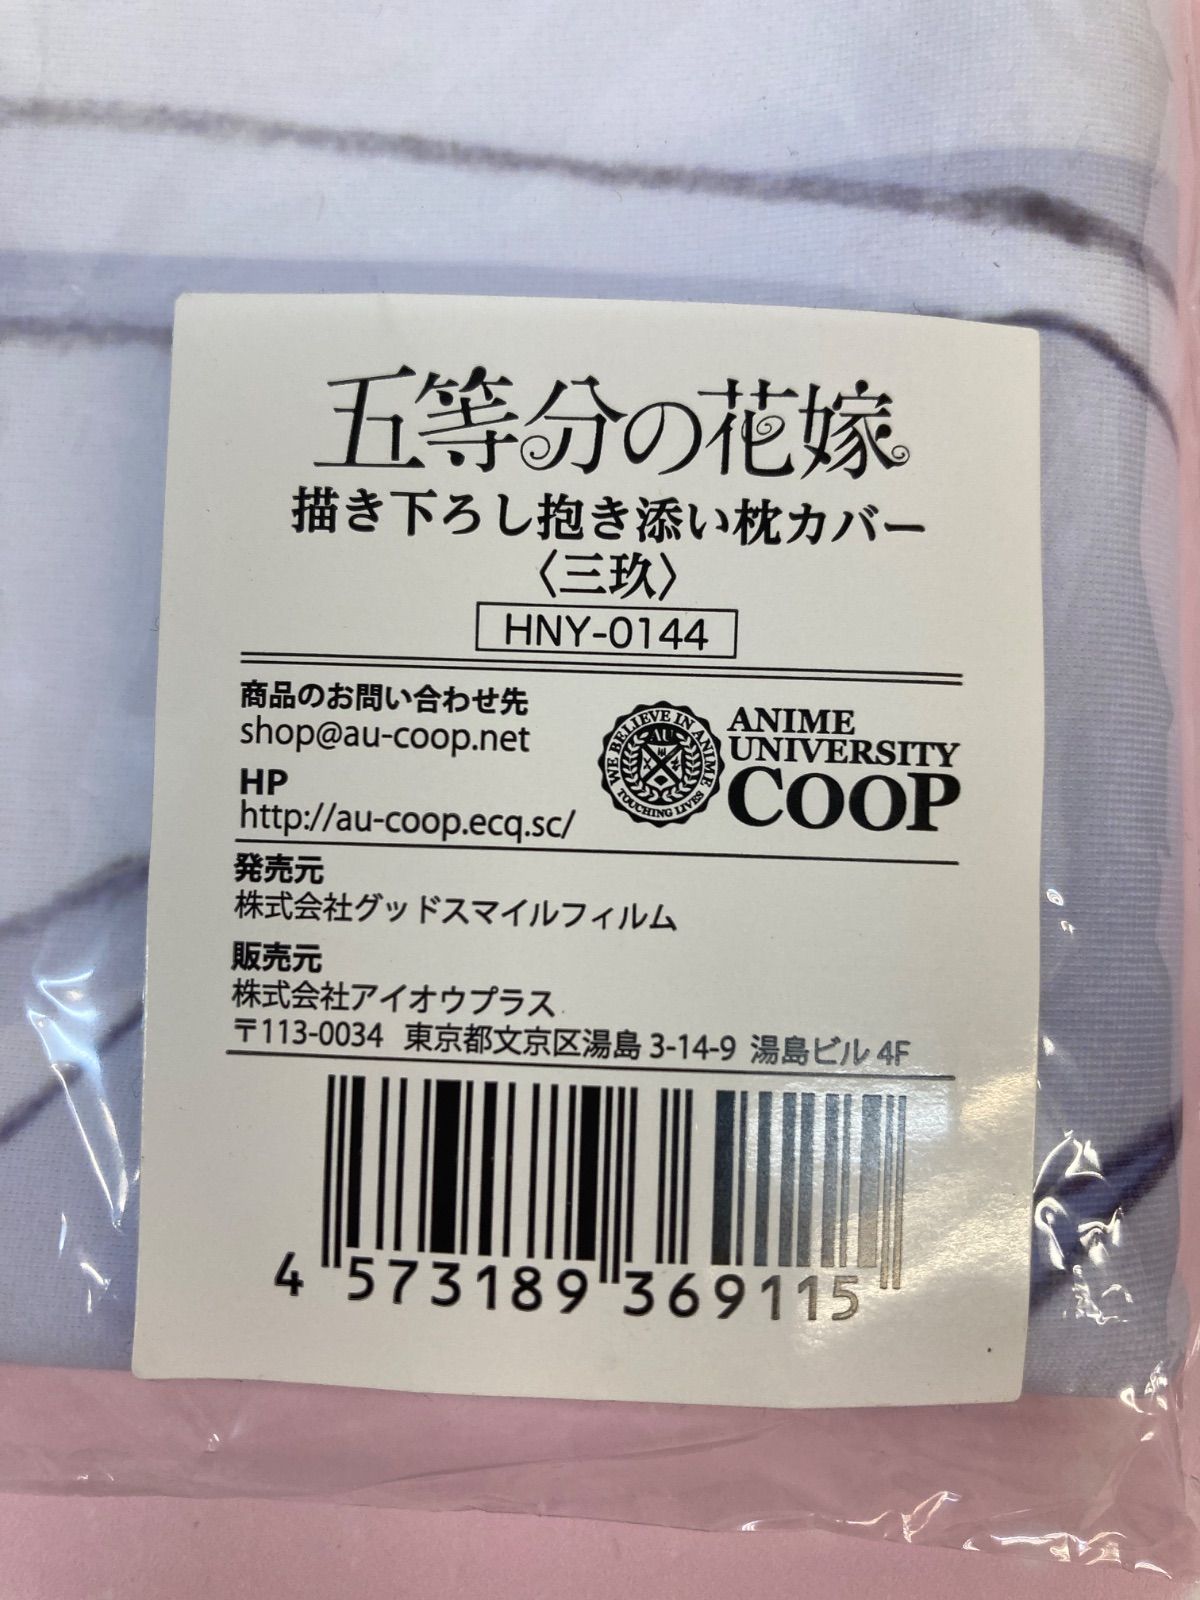 五等分の花嫁
描き下ろし抱き添い枕カバー
〈三玖〉
HNY-0144
商品のお問い合わせ先
shop@au-coop.net
HP
http://au-coop.ecq.sc/
WE BELIEVE IN ANIME
AU
TOUCHING LIVES
ANIME
UNIVERSITY
COOP
発売元
株式会社グッドスマイルフィルム
販売元
株式会社アイオウプラス
〒113-0034 東京都文京区湯島 3-14-9 湯島ビル 4F
4 573189 369115